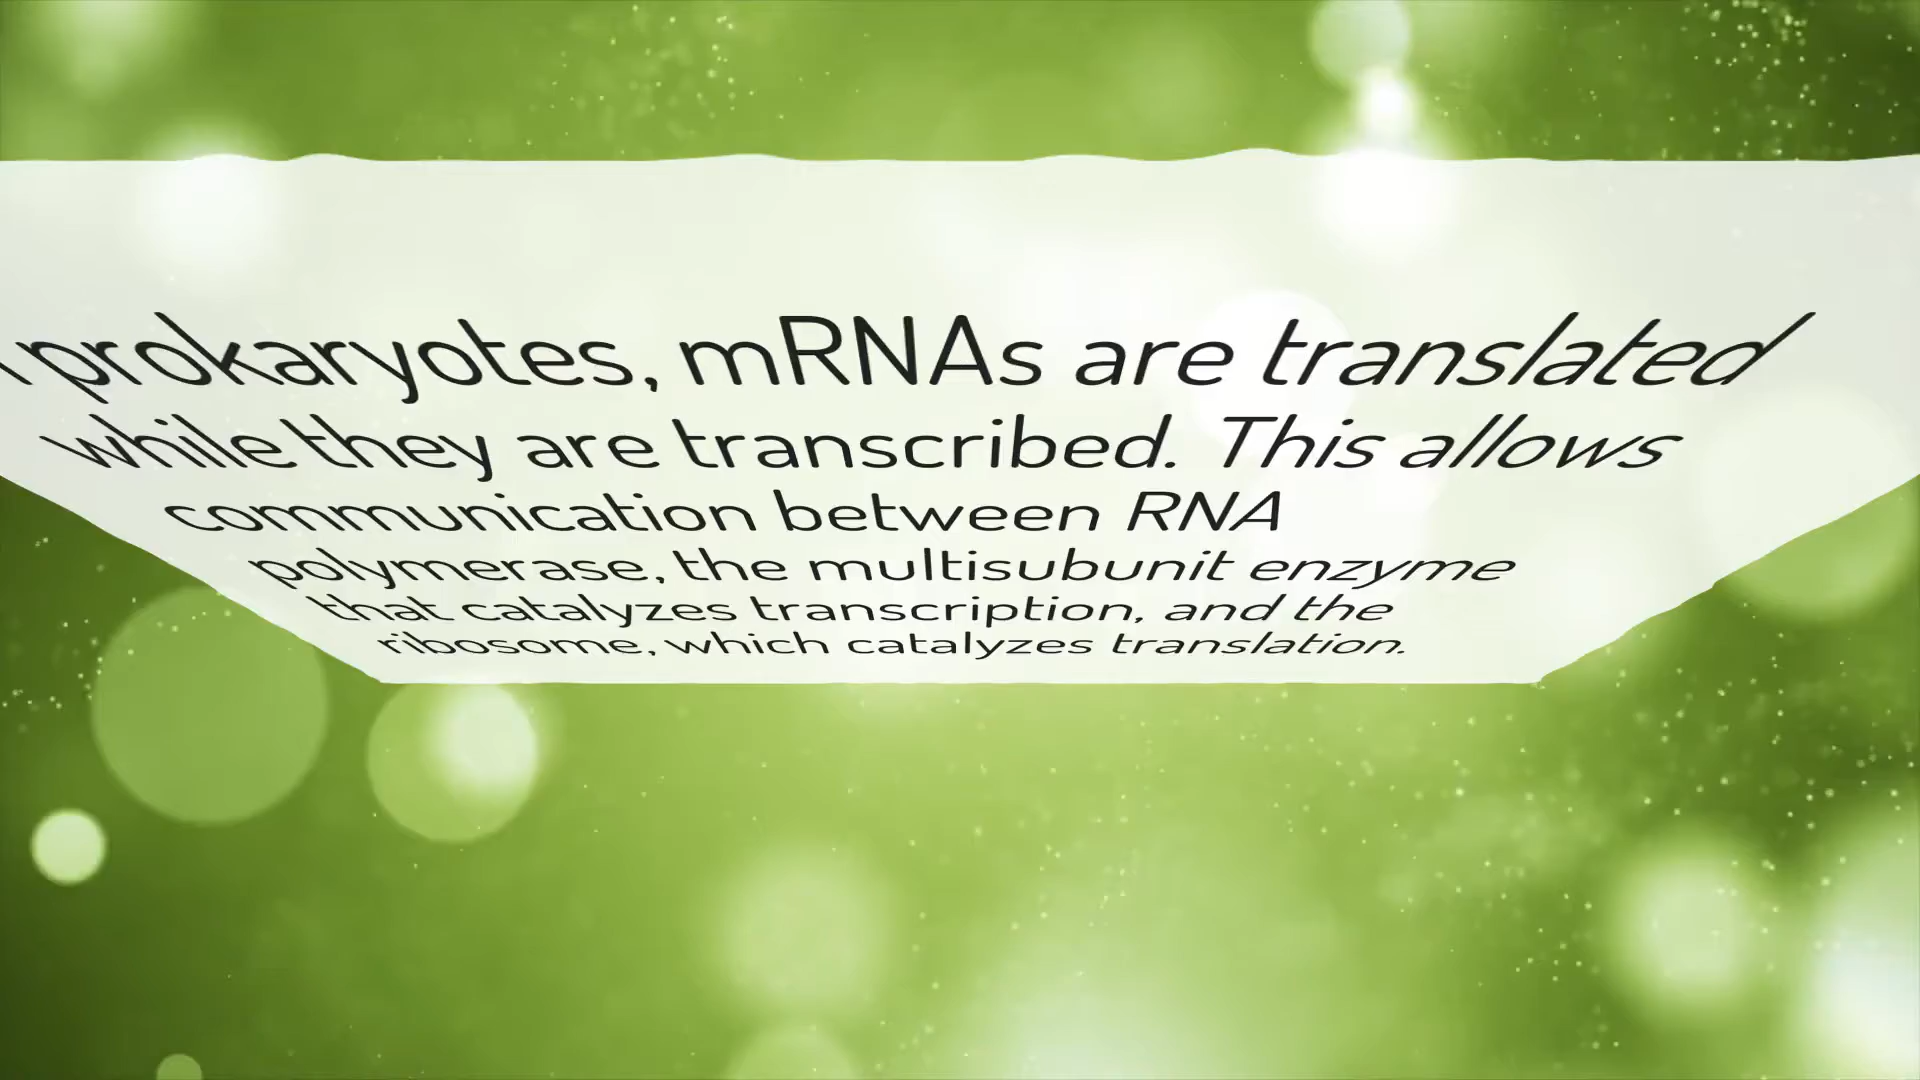 prokaryotes, mRNAs are translated
while they are transcribed. This allows
communication between RNA
polymerase, the multisubunit enzyme
that catalyzes transcription, and the
ribosome, which catalyzes translation.